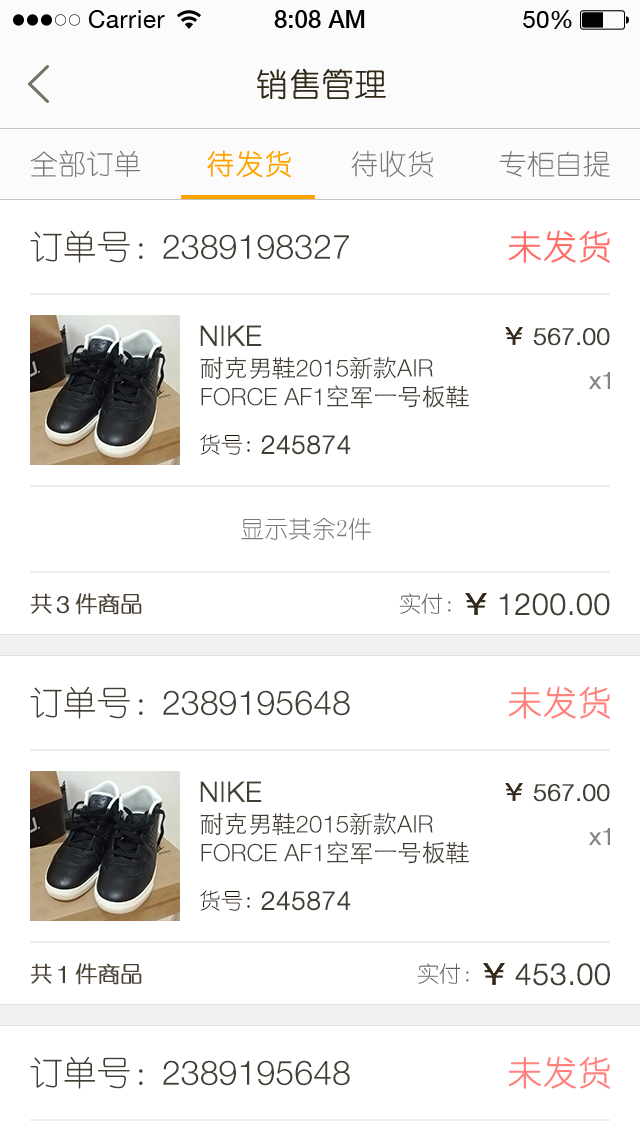 Carrier 8:08 AM 50%
销售管理
全部订单 待发货 待收货 专柜自提
订单号：2389198327 未发货
NIKE ¥ 567.00
耐克男鞋2015新款AIR
x1
FORCE AF1空军一号板鞋
货号：245874
显示其余2件
共3件商品 实付：¥ 1200.00
订单号：2389195648 未发货
NIKE ¥ 567.00
耐克男鞋2015新款AIR
x1
FORCE AF1空军一号板鞋
货号：245874
共1件商品 实付：¥ 453.00
订单号：2389195648 未发货